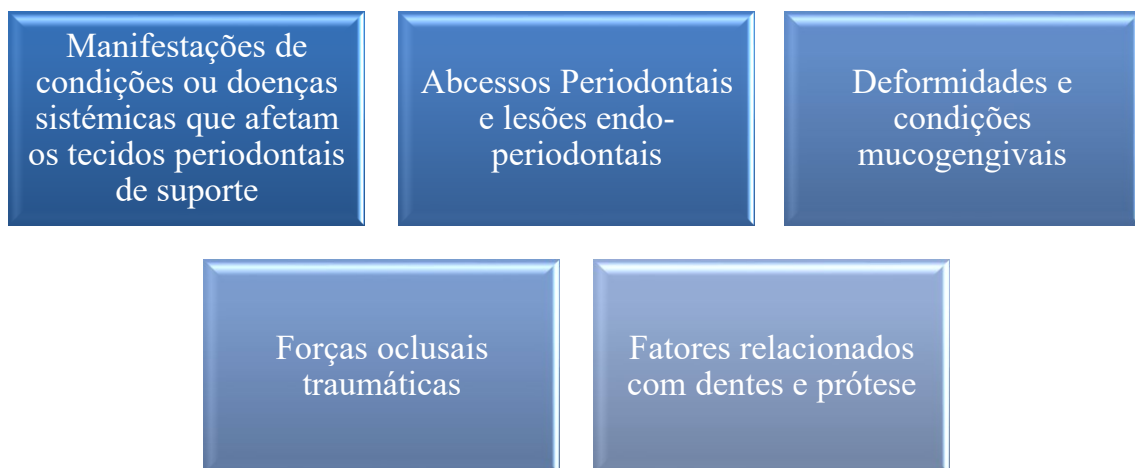 Manifestações de
condições ou doenças
sistémicas que afetam
os tecidos periodontais
de suporte
Abcessos Periodontais
e lesões endo-
periodontais
Deformidades e
condições
mucogengivais
Forças oclusais
traumáticas
Fatores relacionados
com dentes e prótese